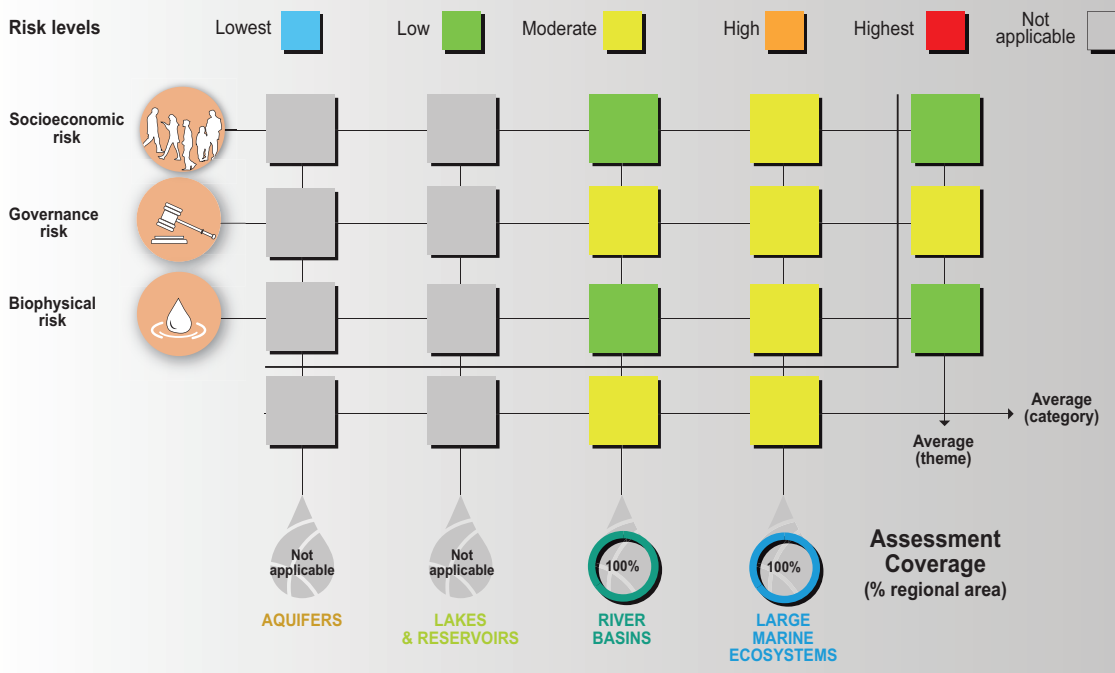 Risk levels
Lowest
Low
Moderate
High
Highest
Not
applicable
Socioeconomic
risk
Governance
risk
Biophysical
risk
Average
(category)
Average
(theme)
Not
applicable
Not
applicable
100%
100%
Assessment
Coverage
(% regional area)
AQUIFERS
LAKES
& RESERVOIRS
RIVER
BASINS
LARGE
MARINE
ECOSYSTEMS